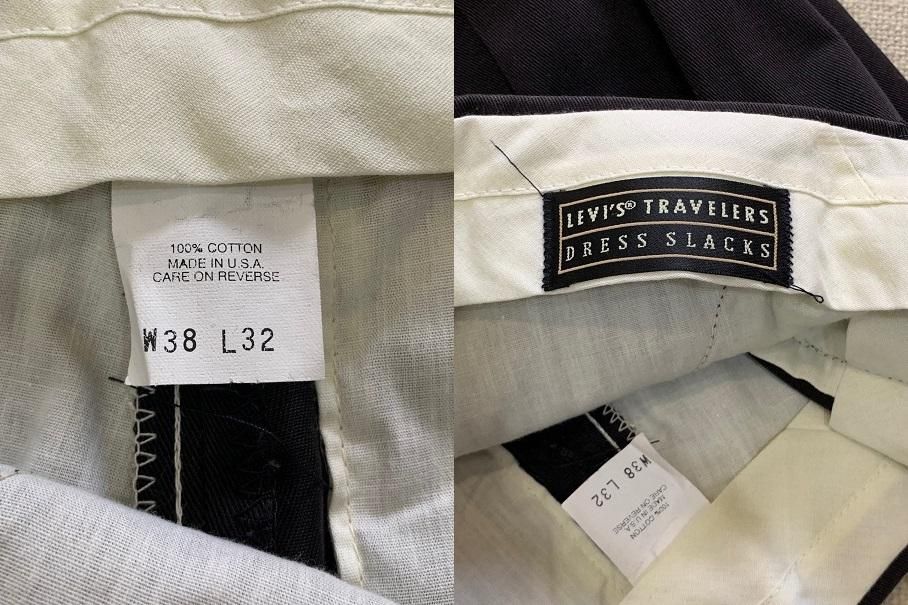 100% COTTON
MADE IN U.S.A.
CARE ON REVERSE
W38 L32
LEVI'S® TRAVELERS
DRESS SLACKS
W38 L32
100% COTTON
MADE IN U.S.A.
CARE ON REVERSE